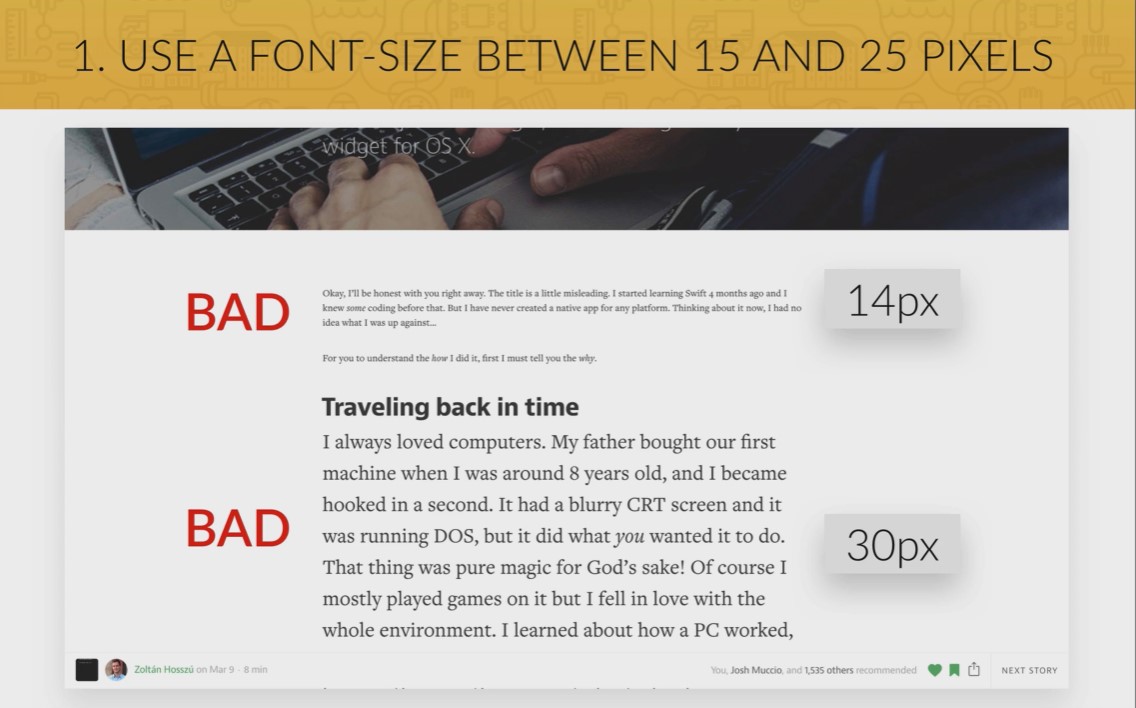 1. USE A FONT-SIZE BETWEEN 15 AND 25 PIXELS
widget for OS X.
BAD
Okay, I'll be honest with you right away. The title is a little misleading. I started learning Swift 4 months ago and I
knew some coding before that. But I have never created a native app for any platform. Thinking about it now, I had no
idea what I was up against...
14px
For you to understand the how I did it, first I must tell you the why.
Traveling back in time
I always loved computers. My father bought our first
machine when I was around 8 years old, and I became
hooked in a second. It had a blurry CRT screen and it
was running DOS, but it did what you wanted it to do.
That thing was pure magic for God’s sake! Of course I
mostly played games on it but I fell in love with the
whole environment. I learned about how a PC worked,
BAD
30px
Zoltán Hosszú on Mar 9 · 8 min
You, Josh Muccio, and 1,535 others recommended
NEXT STORY